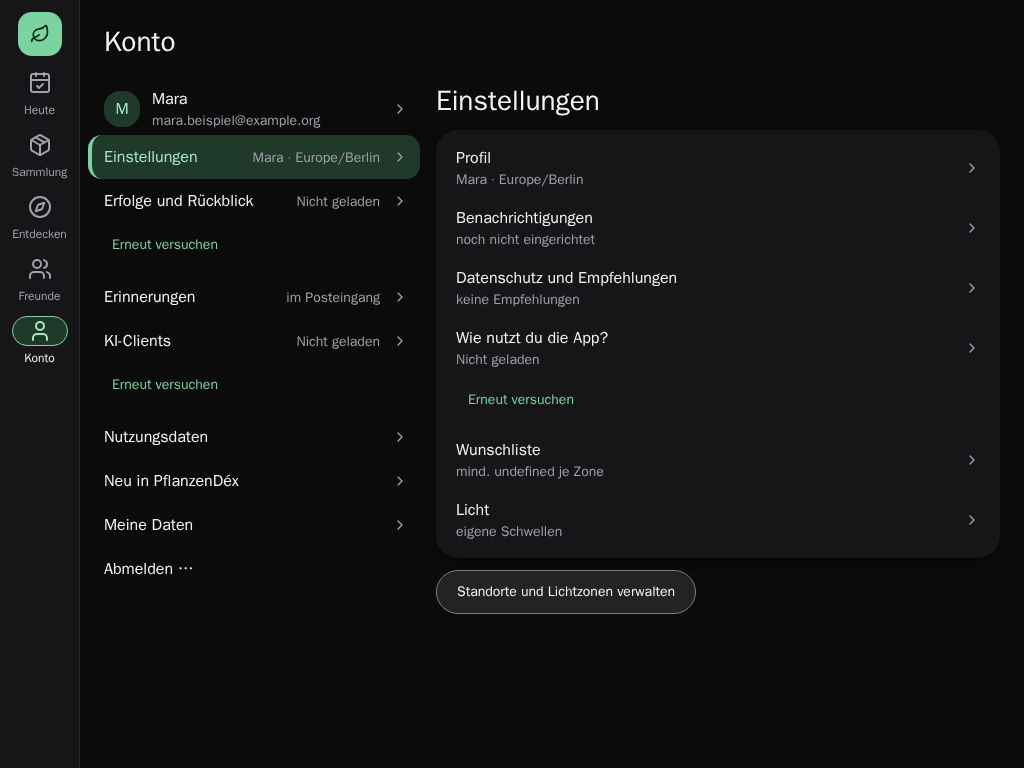 Konto
Heute
Sammlung
Entdecken
Freunde
Konto
M
Mara
mara.beispiel@example.org
Einstellungen
Mara · Europe/Berlin
Erfolge und Rückblick
Nicht geladen
Erneut versuchen
Erinnerungen
im Posteingang
KI-Clients
Nicht geladen
Erneut versuchen
Nutzungsdaten
Neu in PflanzenDéx
Meine Daten
Abmelden ···
Einstellungen
Profil
Mara · Europe/Berlin
Benachrichtigungen
noch nicht eingerichtet
Datenschutz und Empfehlungen
keine Empfehlungen
Wie nutzt du die App?
Nicht geladen
Erneut versuchen
Wunschliste
mind. undefined je Zone
Licht
eigene Schwellen
Standorte und Lichtzonen verwalten